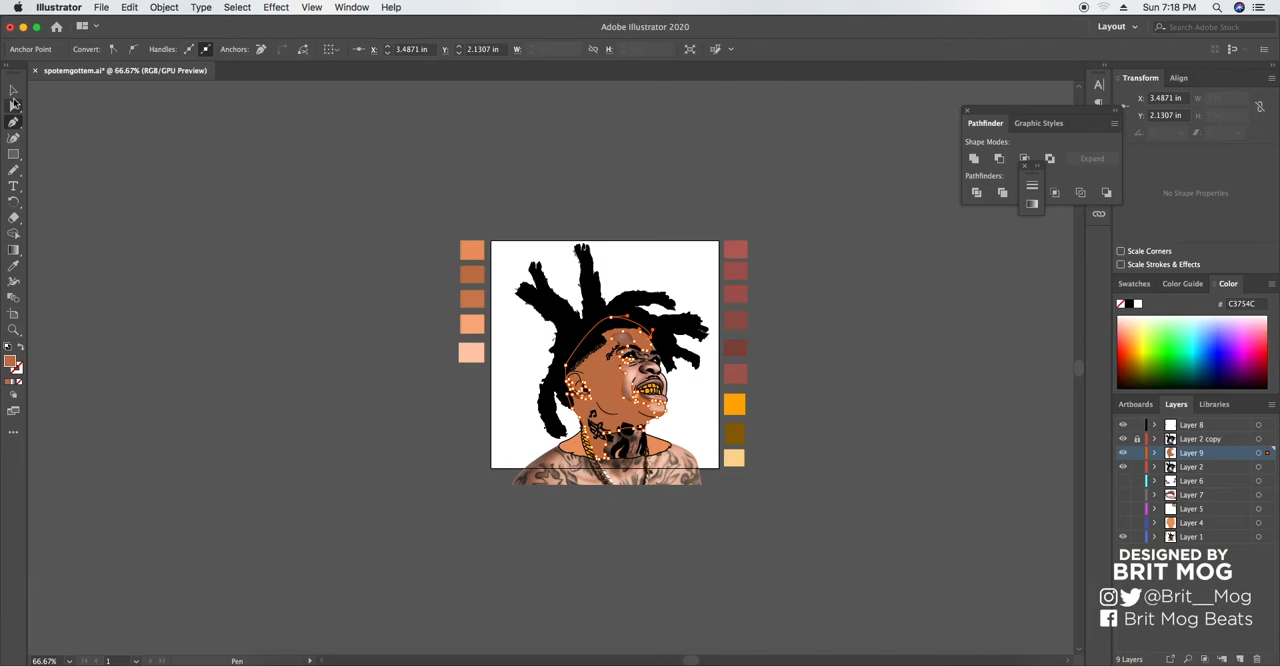 Illustrator File Edit Object Type Select Effect View Window Help Sun 7:18 PM
Adobe Illustrator 2020 Layout Search Adobe Stock
Anchor Point Convert: Handles: Anchors: X: 3.4871 in Y: 2.1307 in W: H:
spotemgottem.ai* @ 66.67% (RGB/GPU Preview)
Transform Align
X: 3.4871 in W:
Y: 2.1307 in H:
Pathfinder Graphic Styles
Shape Modes:
Expand
Pathfinders:
No Shape Properties
Scale Corners
Scale Strokes & Effects
Swatches Color Guide Color
# C3754C
Artboards Layers Libraries
Layer 8
Layer 2 copy
Layer 9
Layer 2
Layer 6
Layer 7
Layer 5
Layer 4
Layer 1
DESIGNED BY
BRIT MOG
@Brit__Mog
Brit Mog Beats
66.67% 1 Pen 9 Layers